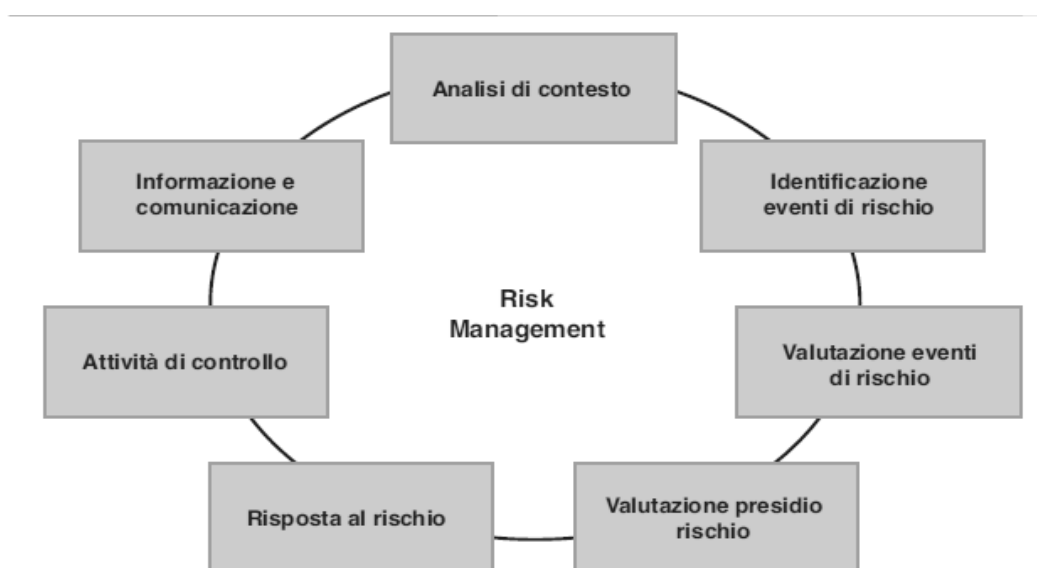 Analisi di contesto
Identificazione
eventi di rischio
Valutazione eventi
di rischio
Valutazione presidio
rischio
Risposta al rischio
Attività di controllo
Informazione e
comunicazione
Risk
Management